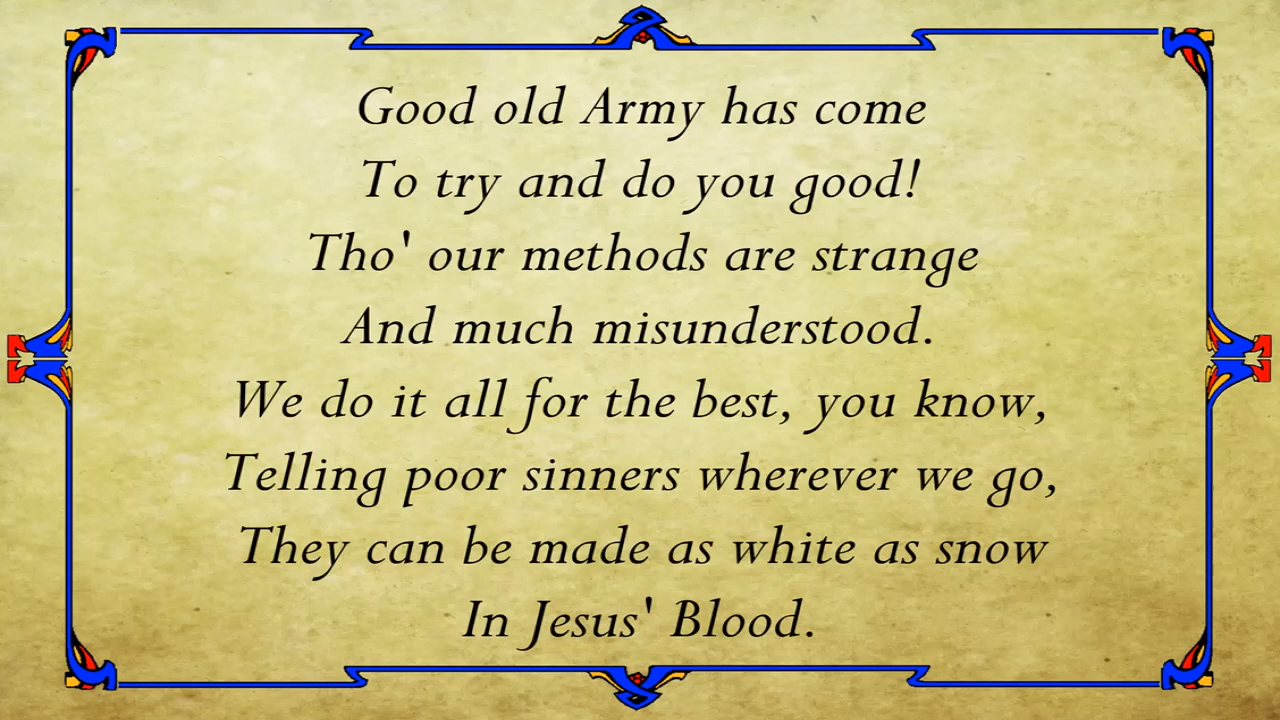 Good old Army has come
To try and do you good!
Tho' our methods are strange
And much misunderstood.
We do it all for the best, you know,
Telling poor sinners wherever we go,
They can be made as white as snow
In Jesus' Blood.